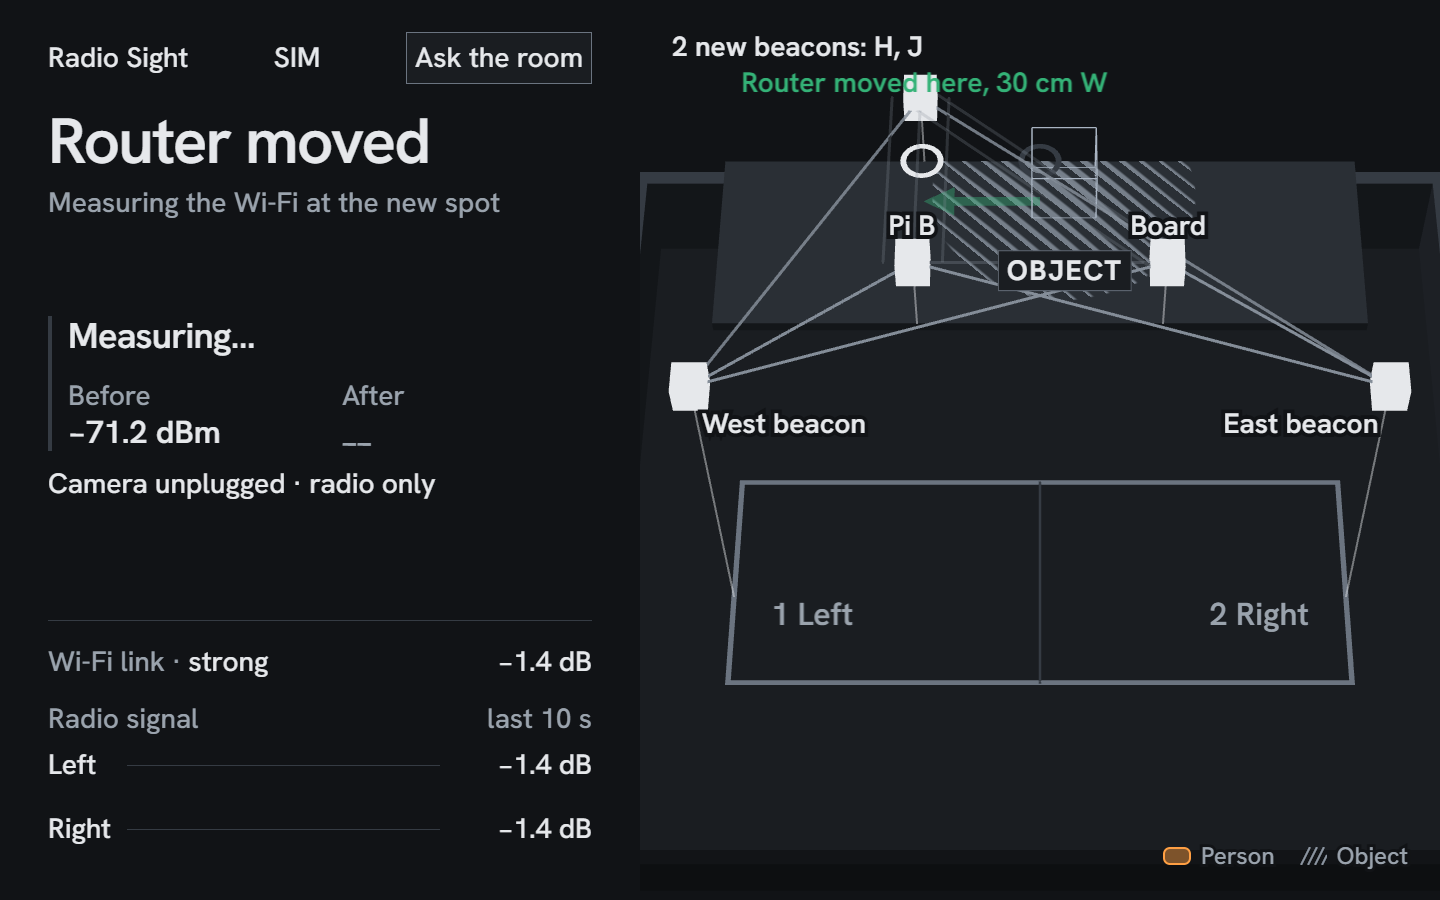 Radio Sight
SIM
Ask the room
Router moved
Measuring the Wi-Fi at the new spot
Measuring...
Before
After
−71.2 dBm
__
Camera unplugged · radio only
Wi-Fi link · strong
−1.4 dB
Radio signal
last 10 s
Left
−1.4 dB
Right
−1.4 dB
2 new beacons: H, J
Router moved here, 30 cm W
Pi B
Board
OBJECT
West beacon
East beacon
1 Left
2 Right
Person
Object